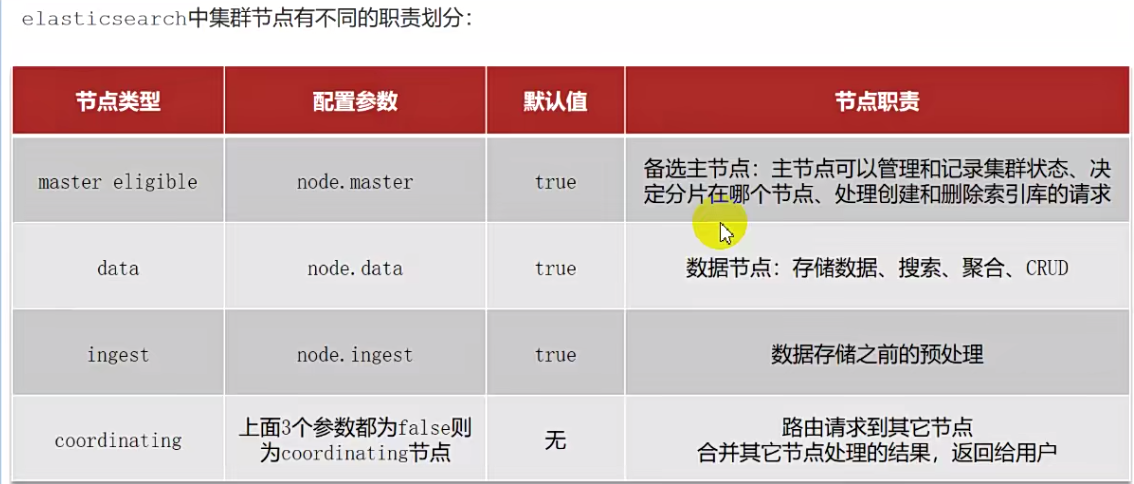 elasticsearch中集群节点有不同的职责划分：
节点类型 配置参数 默认值 节点职责
master eligible node.master true 备选主节点：主节点可以管理和记录集群状态、决
定分片在哪个节点、处理创建和删除索引库的请求
data node.data true 数据节点：存储数据、搜索、聚合、CRUD
ingest node.ingest true 数据存储之前的预处理
coordinating 上面3个参数都为false则
为coordinating节点 无 路由请求到其它节点
合并其它节点处理的结果，返回给用户